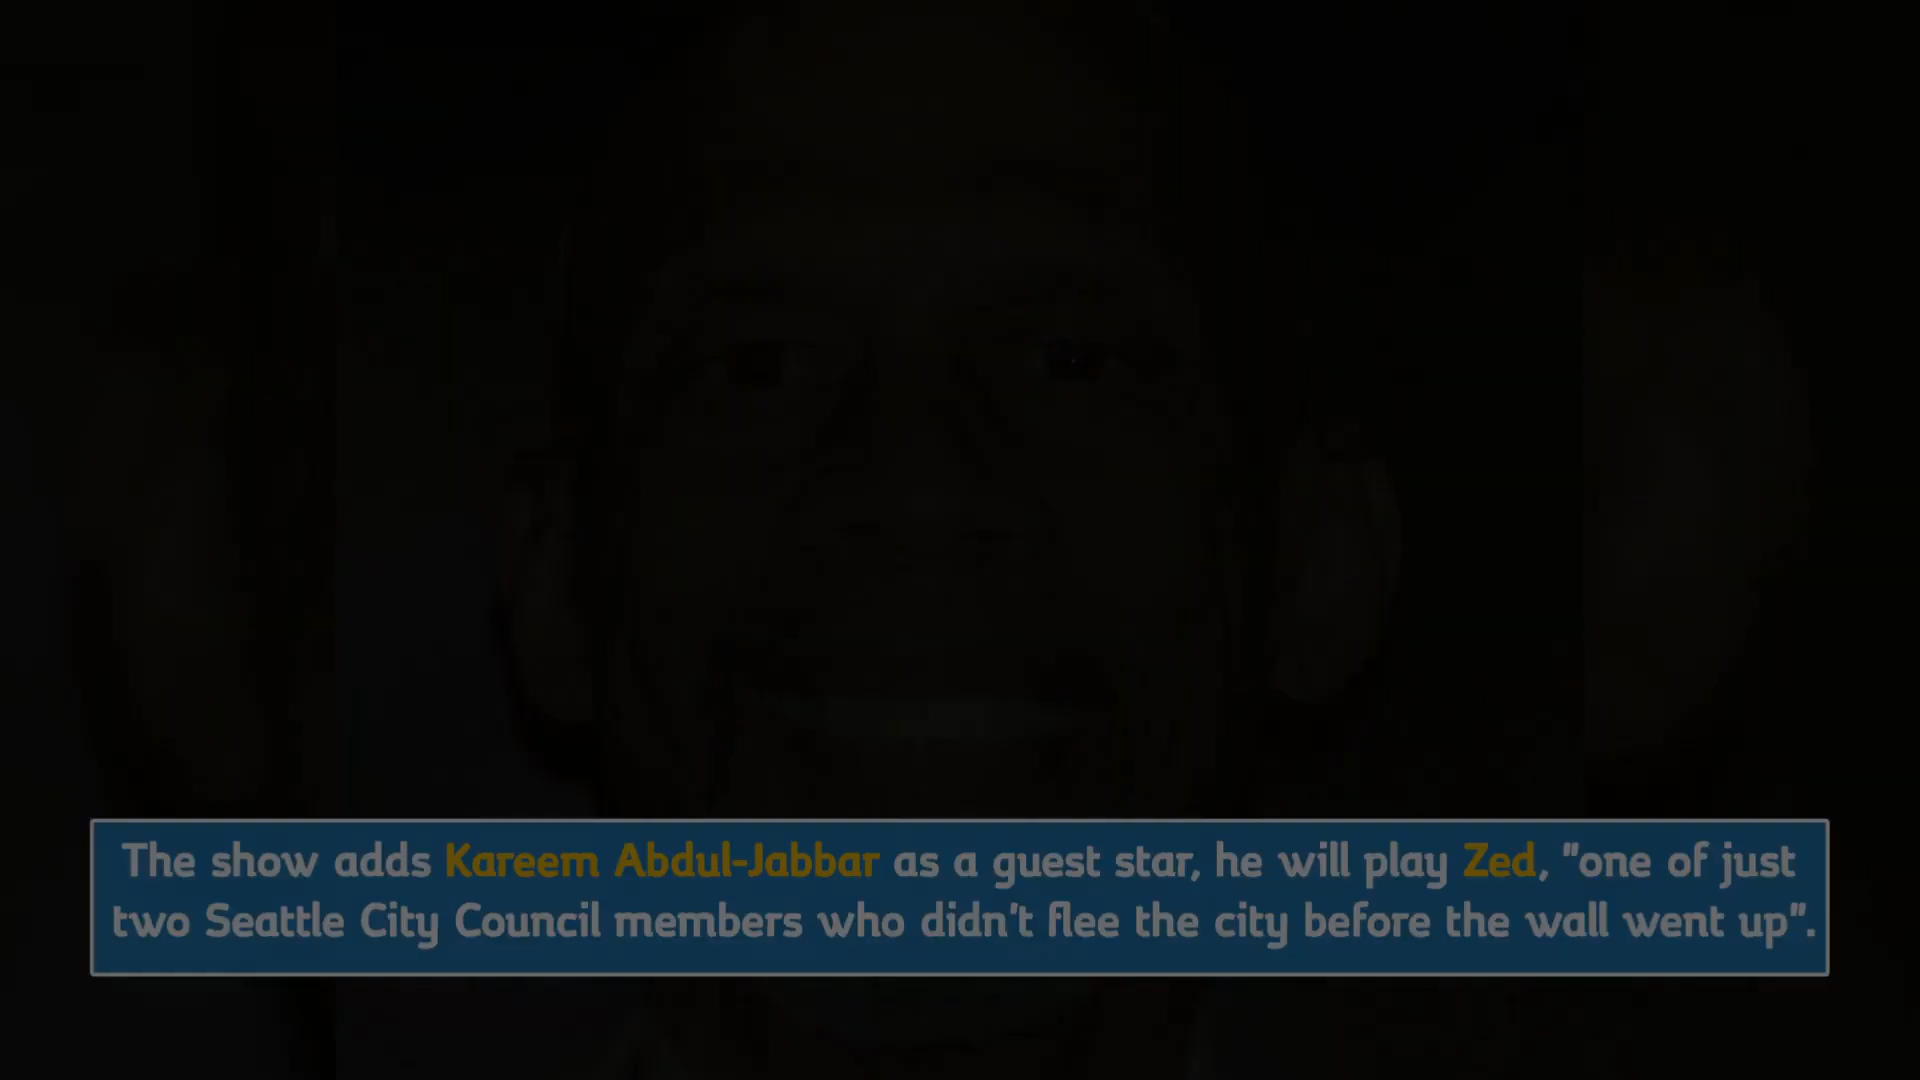 The show adds Kareem Abdul-Jabbar as a guest star, he will play Zed, "one of just
two Seattle City Council members who didn't flee the city before the wall went up".